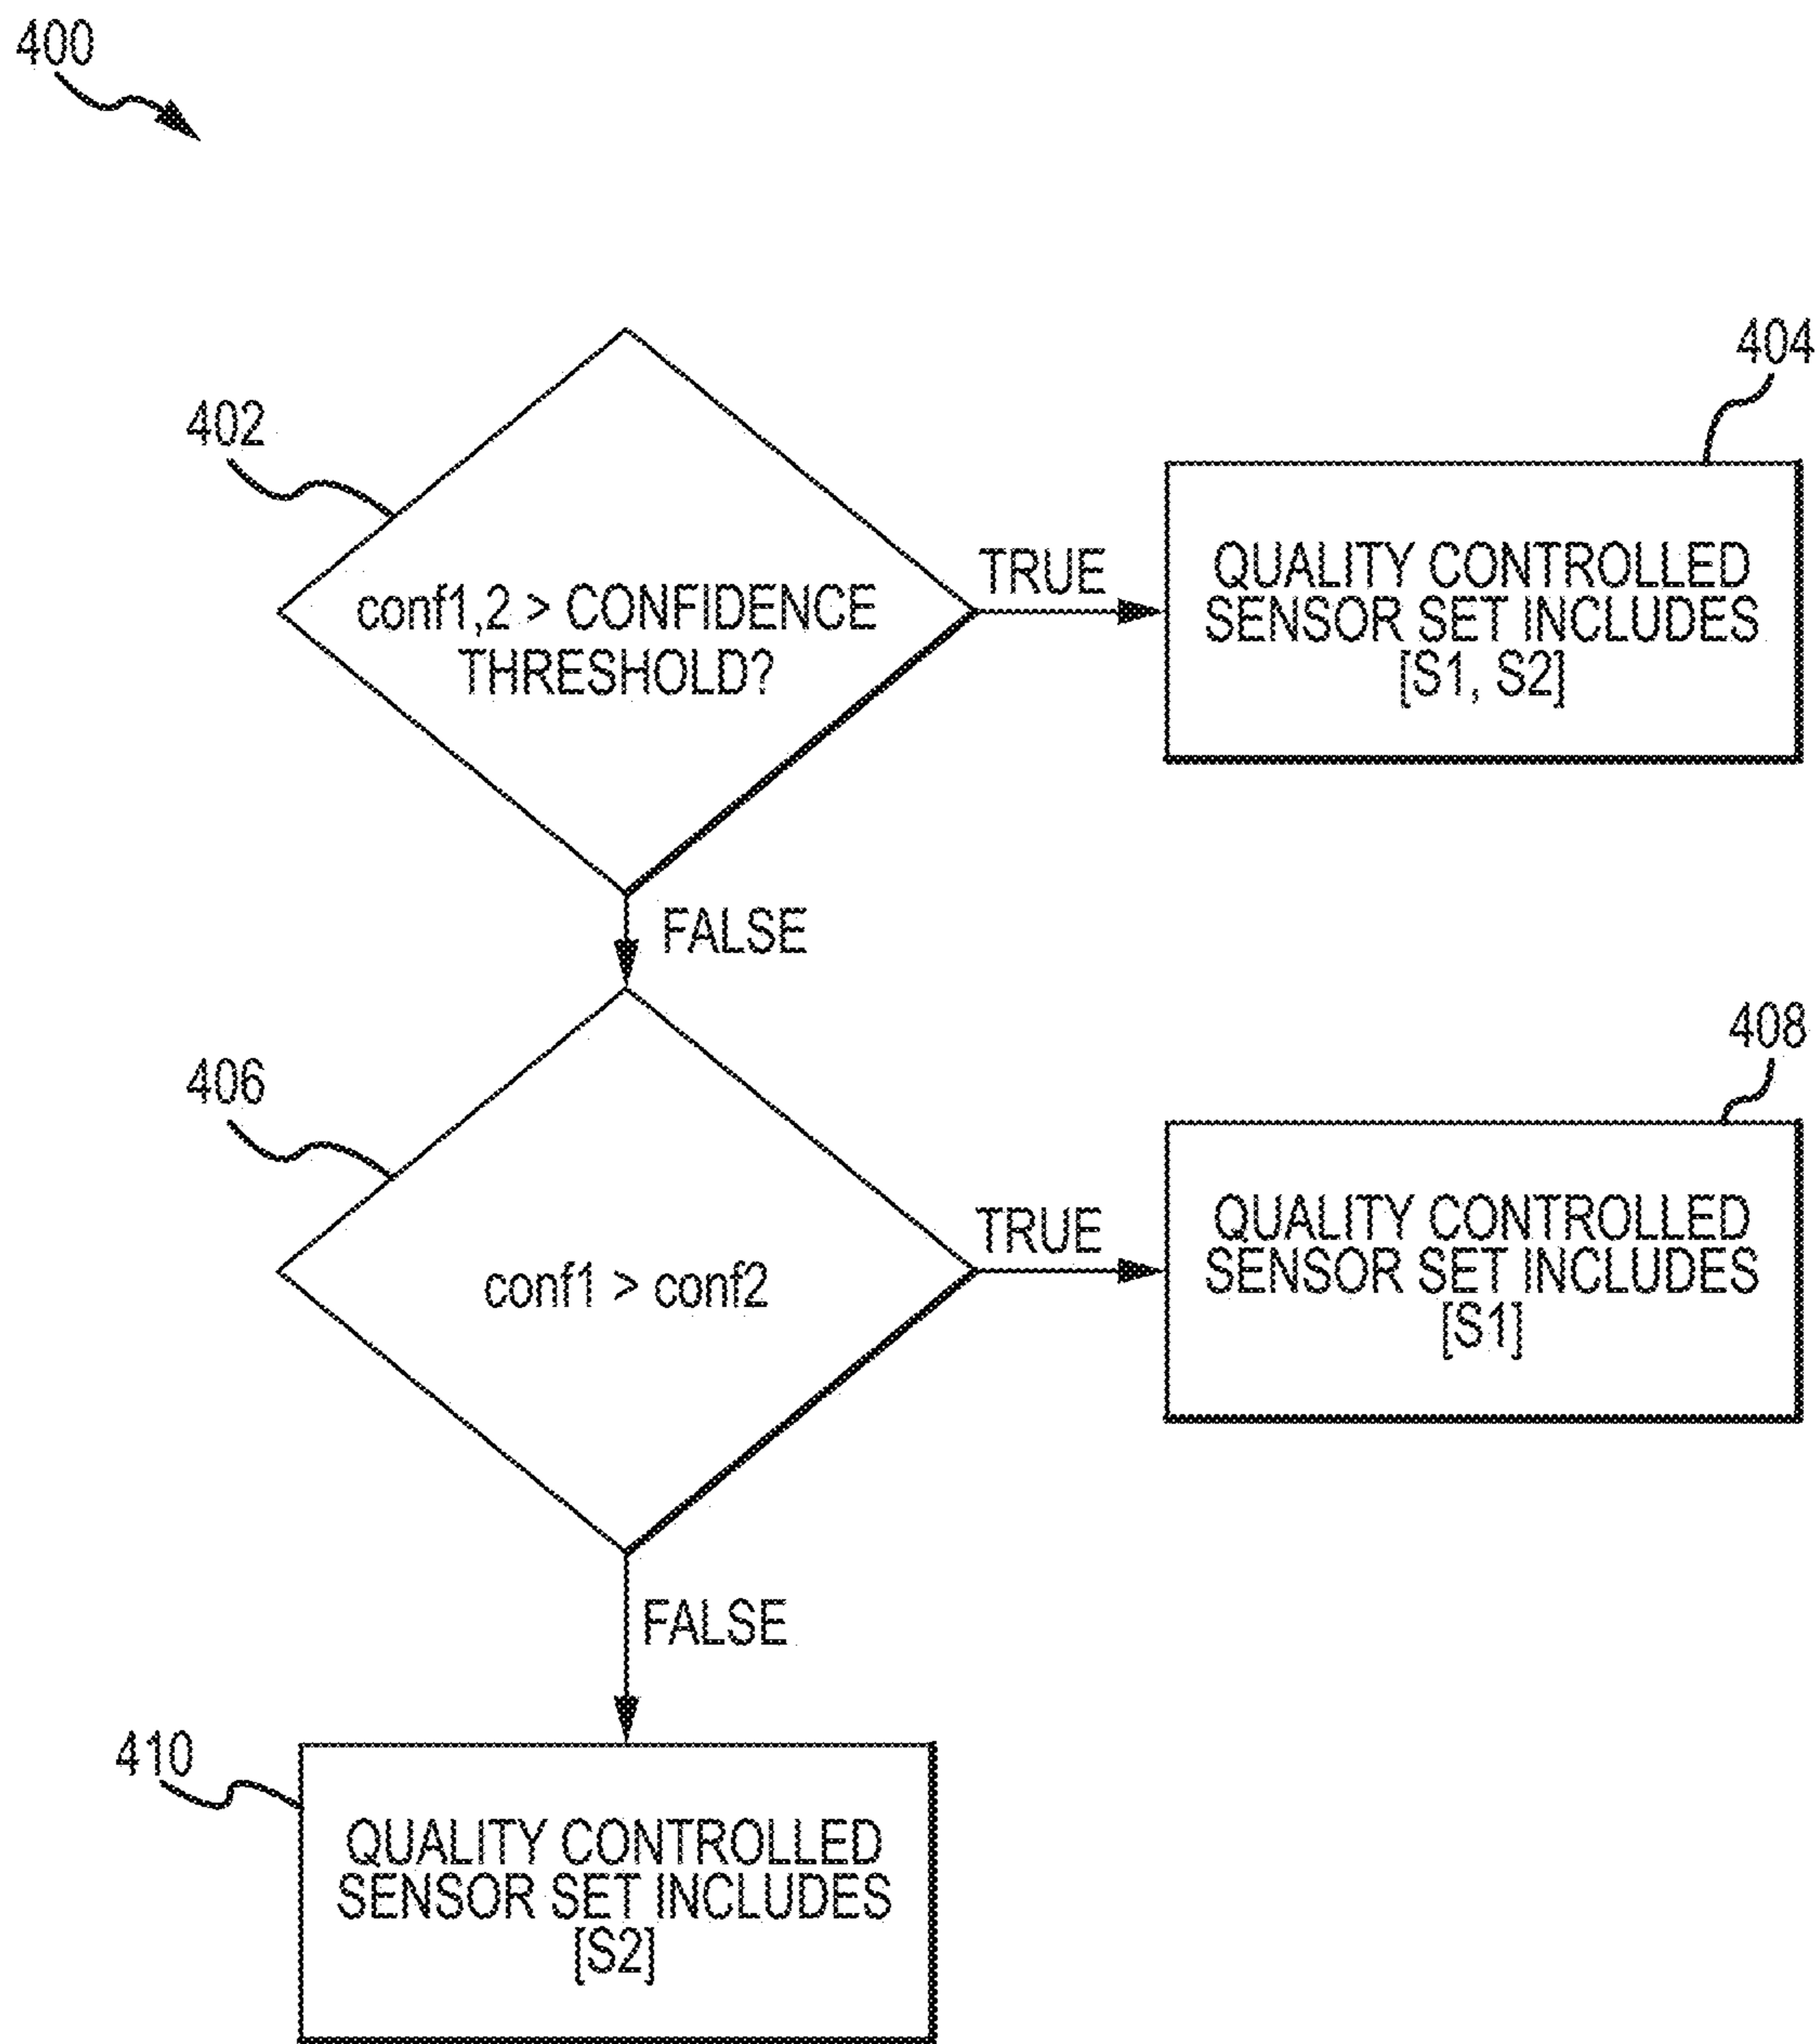 400
404
402
TRUE
conf1,2 > CONFIDENCE
THRESHOLD?
QUALITY CONTROLLED
SENSOR SET INCLUDES
[S1, S2]
FALSE
408
406
TRUE
conf1 > conf2
QUALITY CONTROLLED
SENSOR SET INCLUDES
[S1]
FALSE
410
QUALITY CONTROLLED
SENSOR SET INCLUDES
[S2]